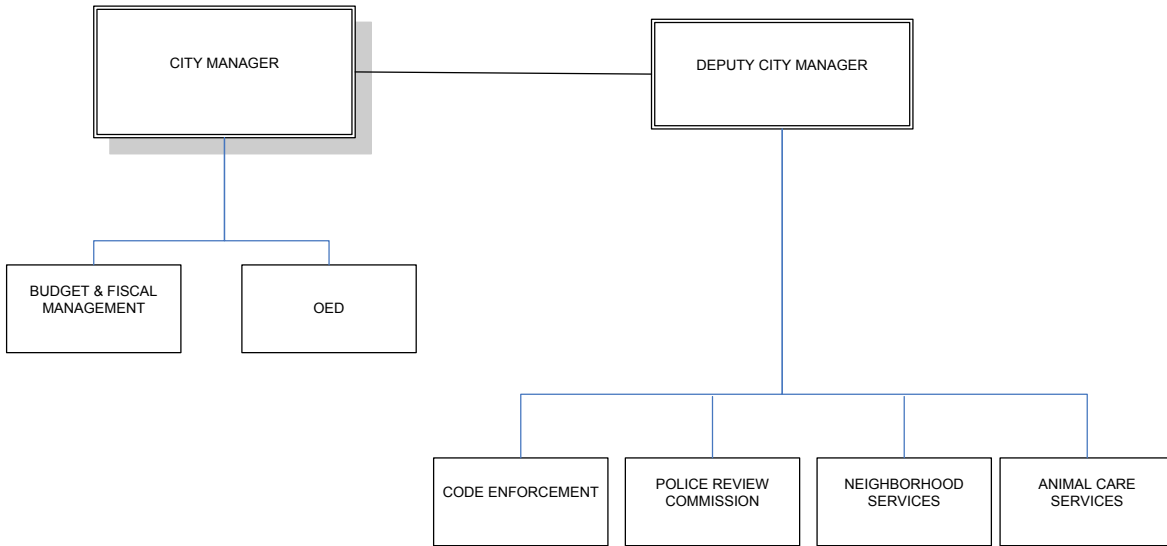 CITY MANAGER
DEPUTY CITY MANAGER
BUDGET & FISCAL
MANAGEMENT
OED
CODE ENFORCEMENT
POLICE REVIEW
COMMISSION
NEIGHBORHOOD
SERVICES
ANIMAL CARE
SERVICES